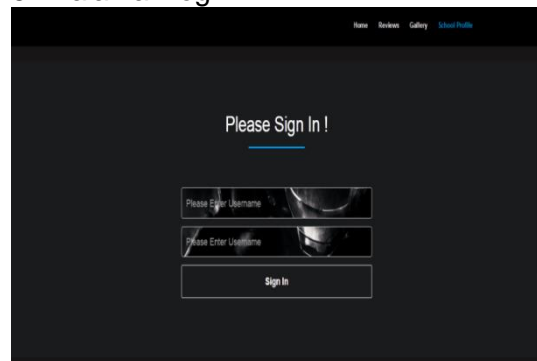 Home Reviews Gallery School Profile
Please Sign In !
Please Enter Username
Please Enter Username
Sign In